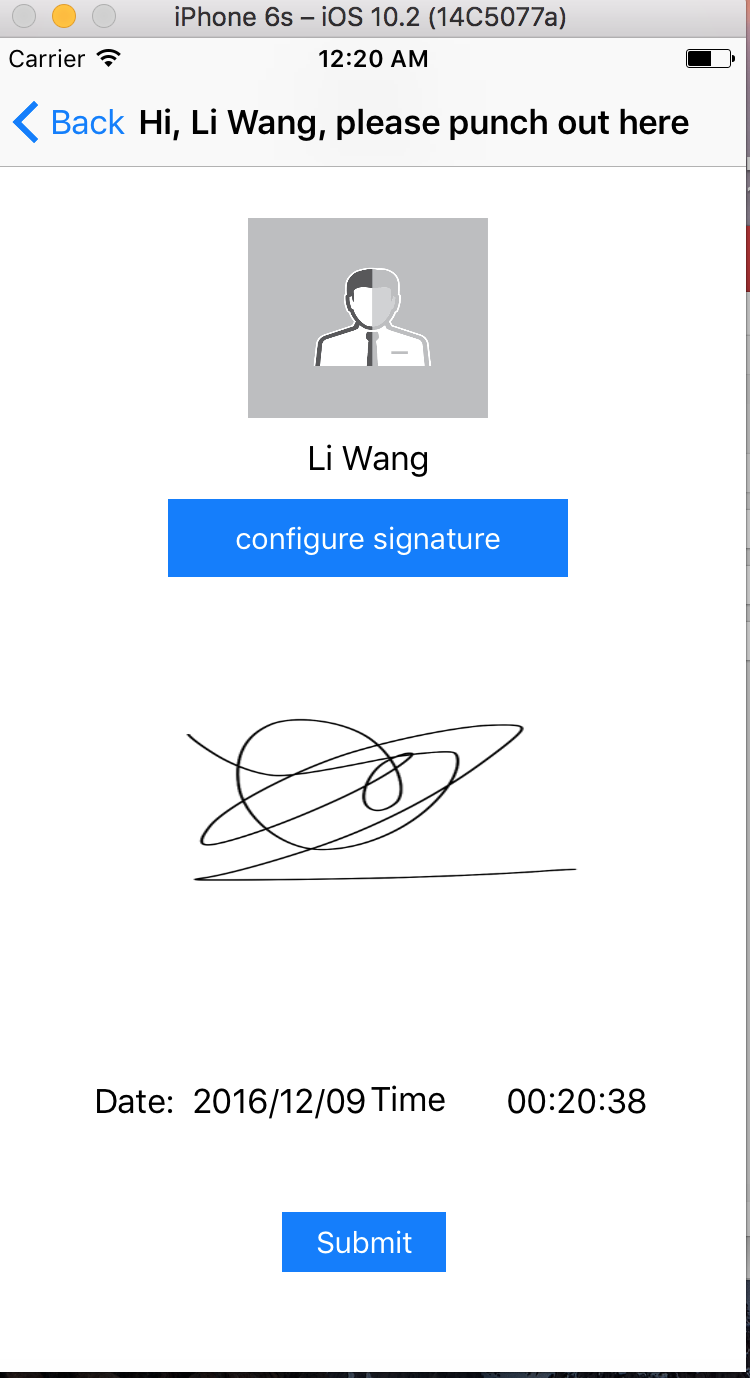 iPhone 6s – iOS 10.2 (14C5077a)
Carrier 12:20 AM
Back Hi, Li Wang, please punch out here
Li Wang
configure signature
Date: 2016/12/09 Time 00:20:38
Submit